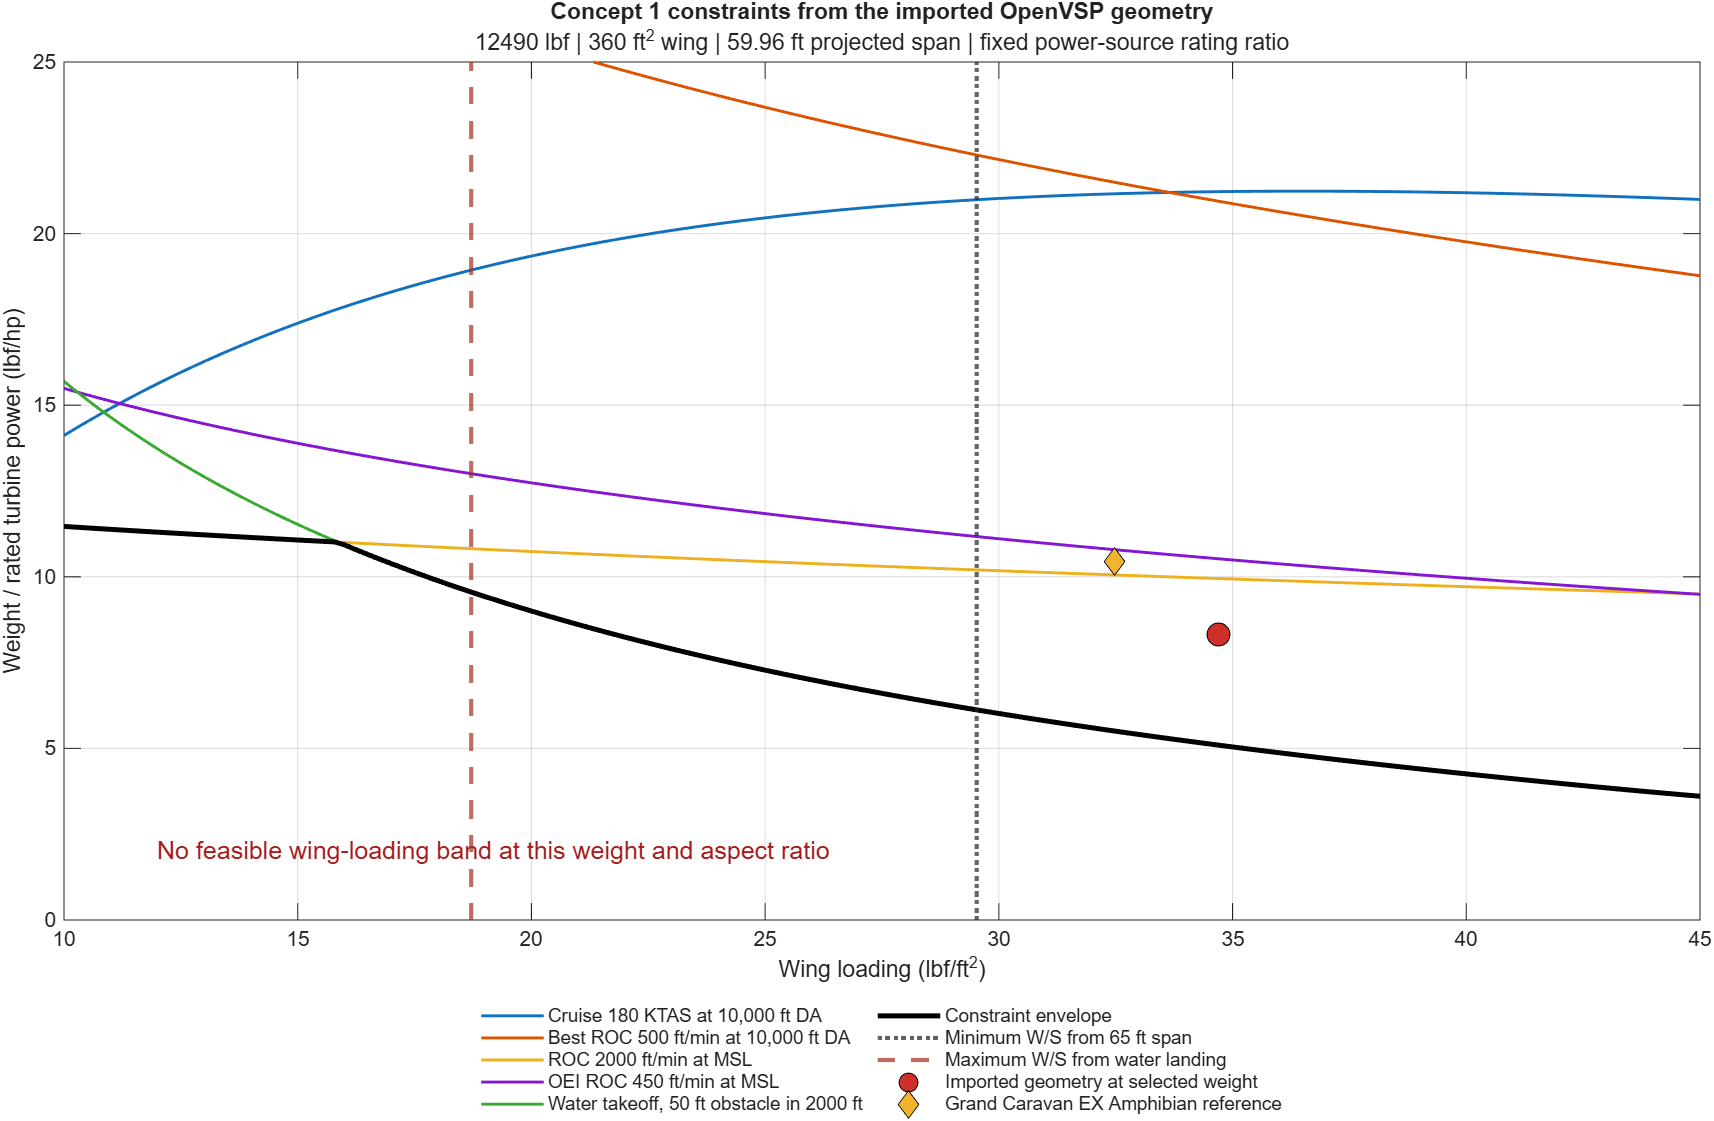 Concept 1 constraints from the imported OpenVSP geometry
12490 lbf | 360 ft² wing | 59.96 ft projected span | fixed power-source rating ratio
25
20
15
10
5
0
Weight / rated turbine power (lbf/hp)
No feasible wing-loading band at this weight and aspect ratio
10 15 20 25 30 35 40 45
Wing loading (lbf/ft²)
Cruise 180 KTAS at 10,000 ft DA
Best ROC 500 ft/min at 10,000 ft DA
ROC 2000 ft/min at MSL
OEI ROC 450 ft/min at MSL
Water takeoff, 50 ft obstacle in 2000 ft
Constraint envelope
Minimum W/S from 65 ft span
Maximum W/S from water landing
Imported geometry at selected weight
Grand Caravan EX Amphibian reference